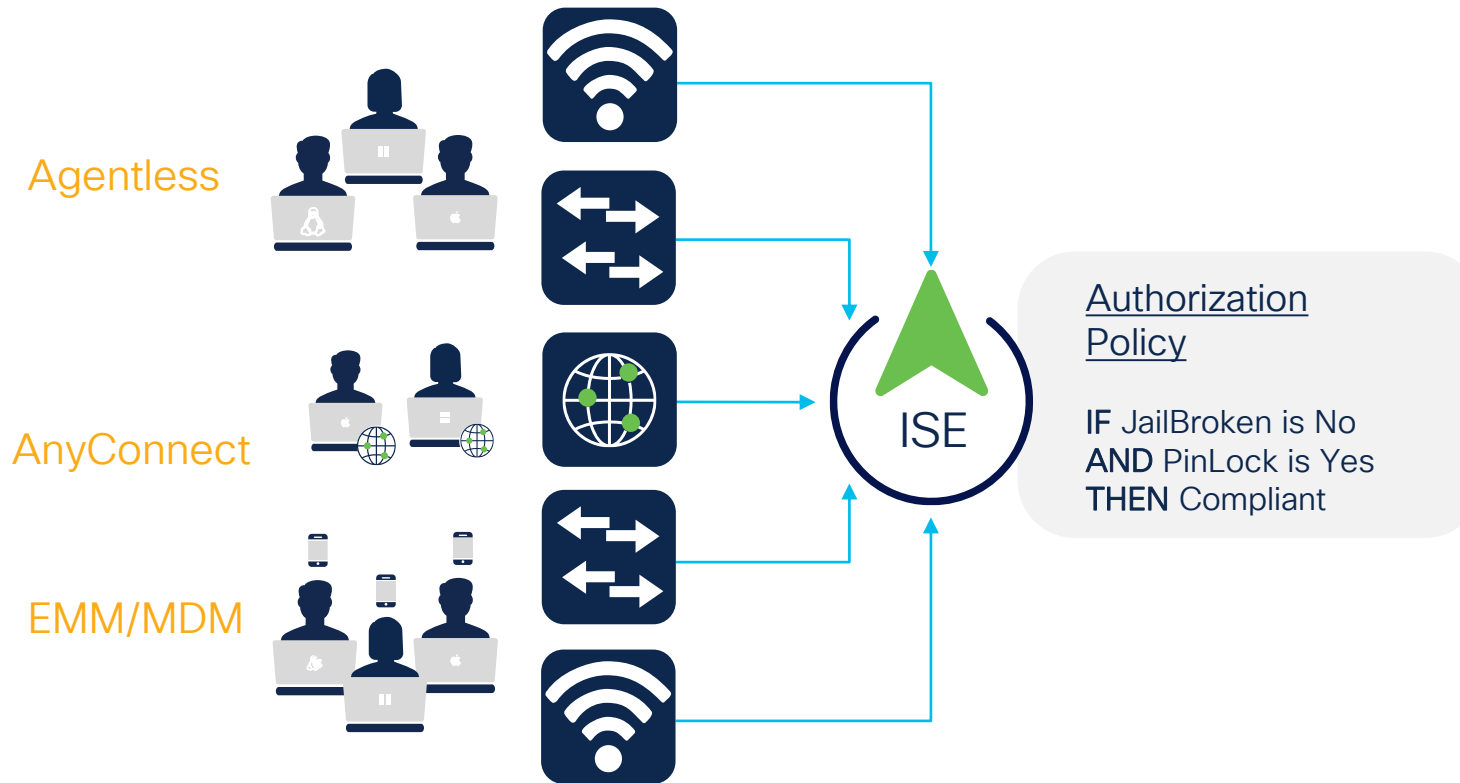 Agentless
AnyConnect
EMM/MDM
ISE
Authorization
Policy
IF JailBroken is No
AND PinLock is Yes
THEN Compliant